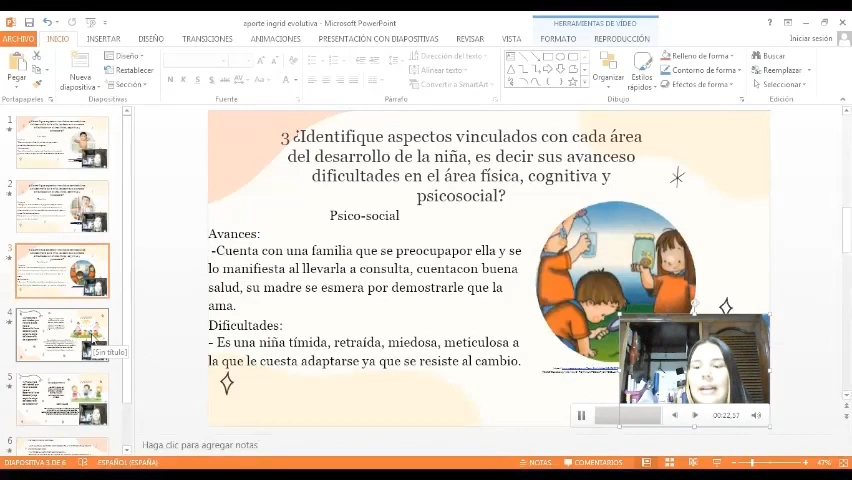 aporte ingrid evolutiva - Microsoft PowerPoint
HERRAMIENTAS DE VÍDEO
Iniciar sesión
ARCHIVO INICIO INSERTAR DISEÑO TRANSICIONES ANIMACIONES PRESENTACIÓN CON DIAPOSITIVAS REVISAR VISTA FORMATO REPRODUCCIÓN
Pegar
Nueva
diapositiva
Diseño
Restablecer
Sección
N K S
Dirección del texto
Alinear texto
Convertir a SmartArt
Organizar
Estilos
rápidos
Relleno de forma
Contorno de forma
Efectos de forma
Buscar
Reemplazar
Seleccionar
Portapapeles Diapositivas Fuente Párrafo Dibujo Edición
1
2
3
4
[Sin título]
5
6
3 ¿Identifique aspectos vinculados con cada área
del desarrollo de la niña, es decir sus avanceso
dificultades en el área física, cognitiva y
psicosocial?
Psico-social
Avances:
-Cuenta con una familia que se preocupapor ella y se
lo manifiesta al llevarla a consulta, cuentacon buena
salud, su madre se esmera por demostrarle que la
ama.
Dificultades:
- Es una niña tímida, retraída, miedosa, meticulosa a
la que le cuesta adaptarse ya que se resiste al cambio.
00:22,57
Haga clic para agregar notas
DIAPOSITIVA 3 DE 6 ESPAÑOL (ESPAÑA) NOTAS COMENTARIOS 47%